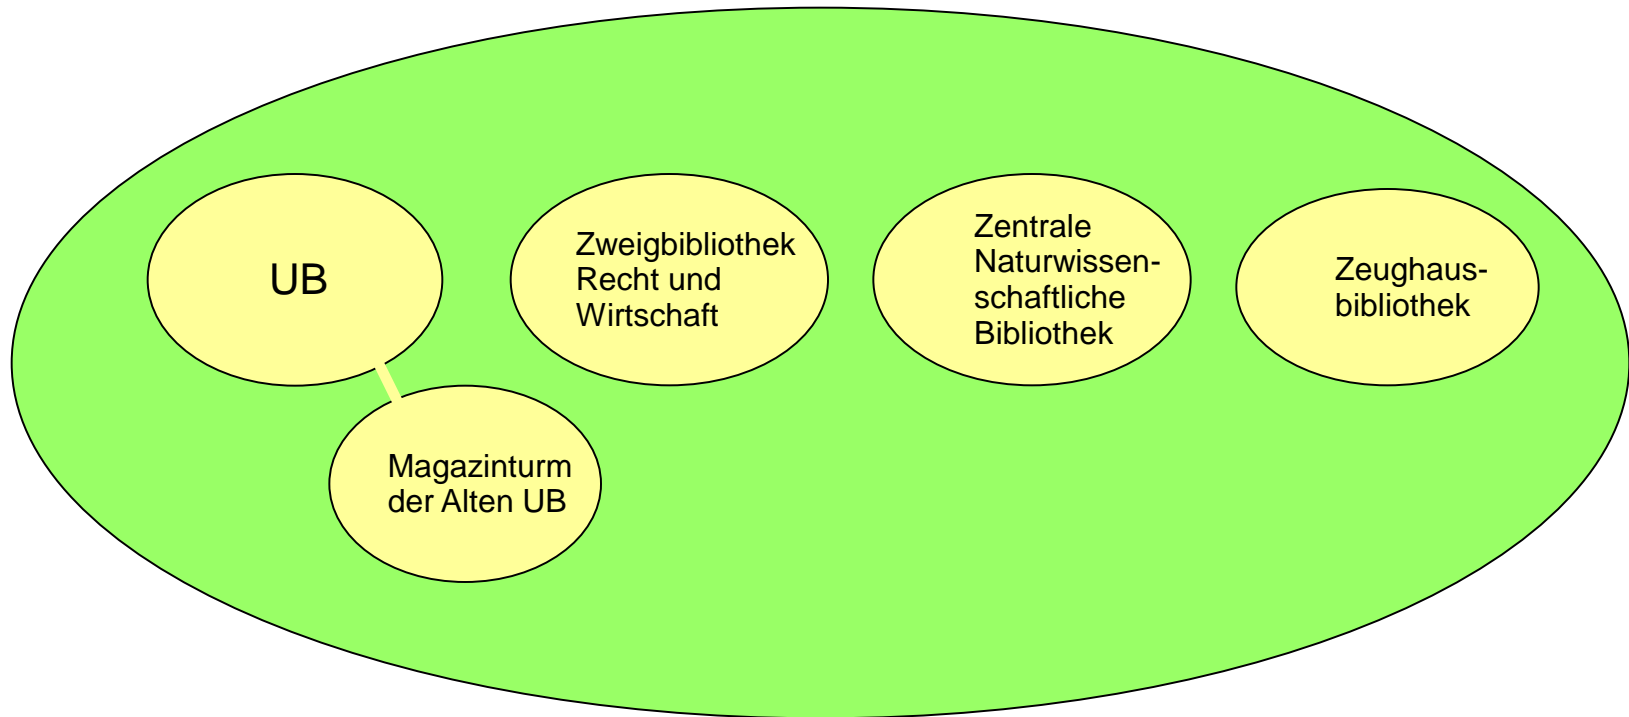 UB
Zweigbibliothek
Recht und
Wirtschaft
Zentrale
Naturwissen-
schaftliche
Bibliothek
Zeughaus-
bibliothek
Magazinturm
der Alten UB